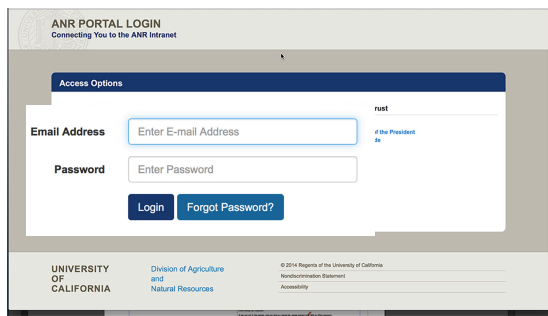 ANR PORTAL LOGIN
Connecting You to the ANR Intranet
Access Options
rust
Email Address
Enter E-mail Address
of the President
ds
Password
Enter Password
Login
Forgot Password?
UNIVERSITY
OF
CALIFORNIA
Division of Agriculture
and
Natural Resources
© 2014 Regents of the University of California
Nondiscrimination Statement
Accessibility